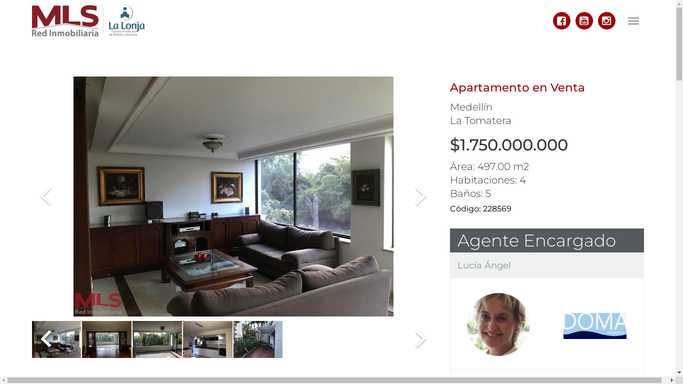 MLS
Red Inmobiliaria
La Lonja
Apartamento en Venta
Medellín
La Tomatera
$1.750.000.000
Área: 497.00 m2
Habitaciones: 4
Baños: 5
Código: 228569
MLS
Red Inmobiliaria
Agente Encargado
Lucía Ángel
DOMA